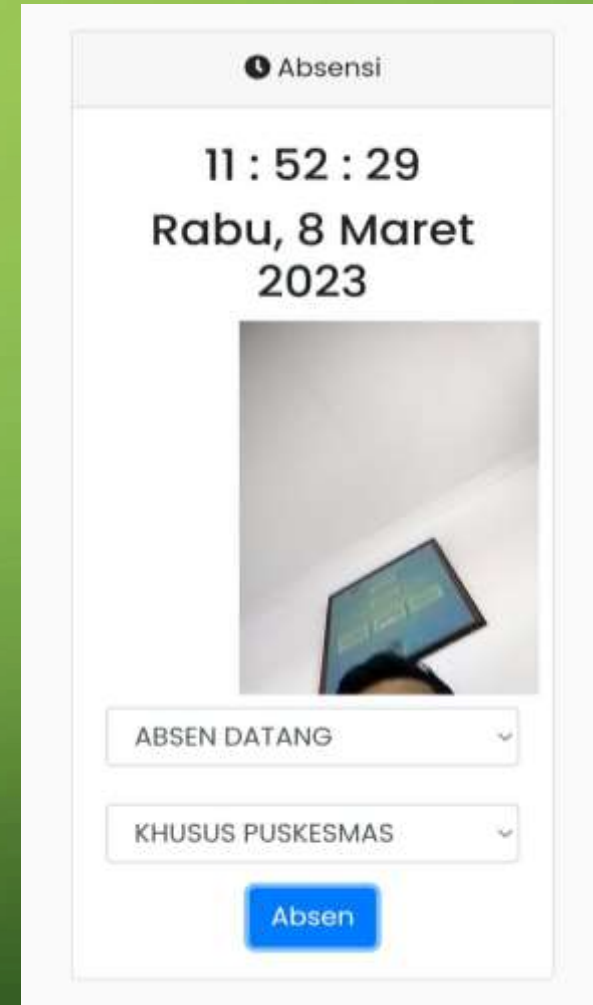 Absensi
11 : 52 : 29
Rabu, 8 Maret
2023
ABSEN DATANG
KHUSUS PUSKESMAS
Absen